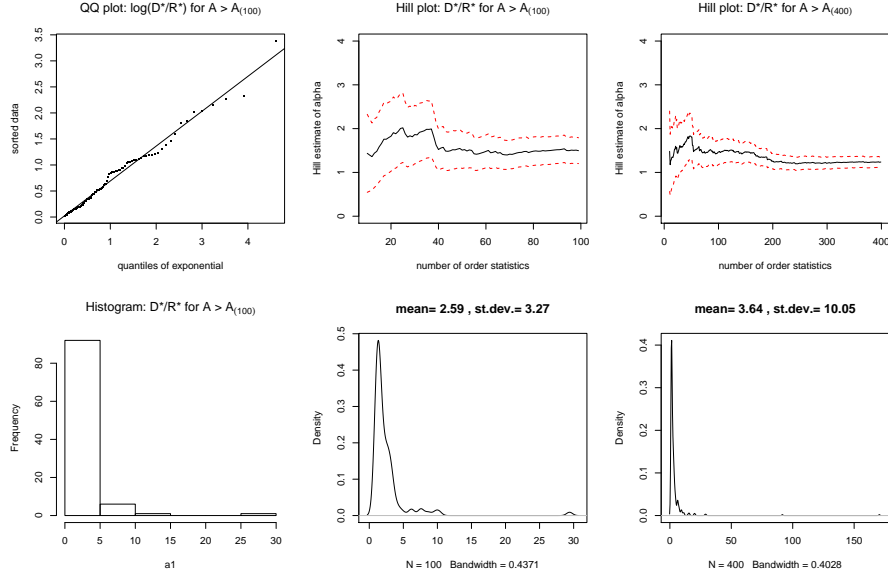 QQ plot: log(D*/R*) for A > A(100)
sorted data
0.0 0.5 1.0 1.5 2.0 2.5 3.0 3.5
0 1 2 3 4
quantiles of exponential
Hill plot: D*/R* for A > A(100)
Hill estimate of alpha
0 1 2 3 4
20 40 60 80 100
number of order statistics
Hill plot: D*/R* for A > A(400)
Hill estimate of alpha
0 1 2 3 4
0 100 200 300 400
number of order statistics
Histogram: D*/R* for A > A(100)
Frequency
0 20 40 60 80
0 5 10 15 20 25 30
a1
mean= 2.59 , st.dev.= 3.27
Density
0.0 0.1 0.2 0.3 0.4 0.5
0 5 10 15 20 25 30
N = 100 Bandwidth = 0.4371
mean= 3.64 , st.dev.= 10.05
Density
0.0 0.1 0.2 0.3 0.4
0 50 100 150
N = 400 Bandwidth = 0.4028